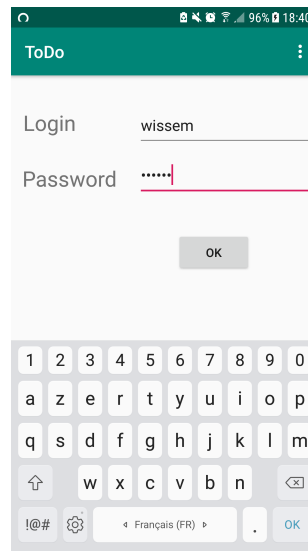 96% 18:40
ToDo
Login wissem
Password ••••••
OK
1 2 3 4 5 6 7 8 9 0
a z e r t y u i o p
q s d f g h j k l m
w x c v b n
!@# Français (FR) . OK